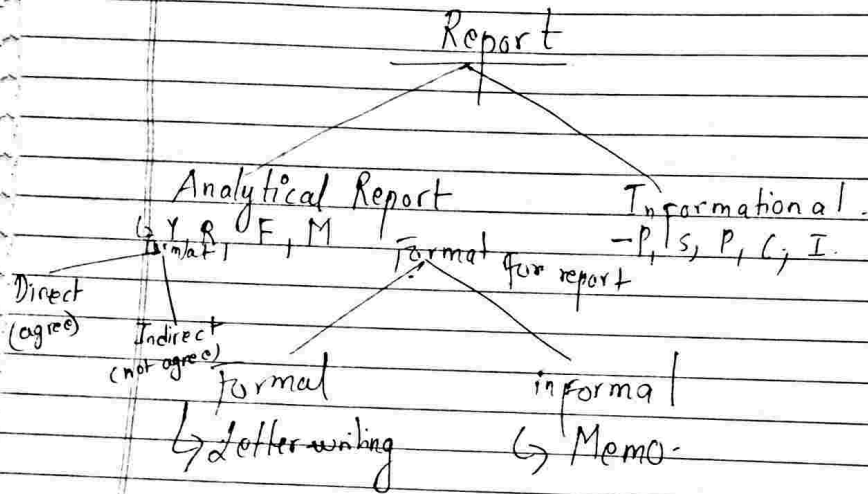 Report
Analytical Report
Informational
↳ Y, R, F, M
- P, S, P, C, I.
Format for report
Direct
(agree)
Indirect
(not agree)
Formal
informal
↳ Letter writing
↳ Memo.